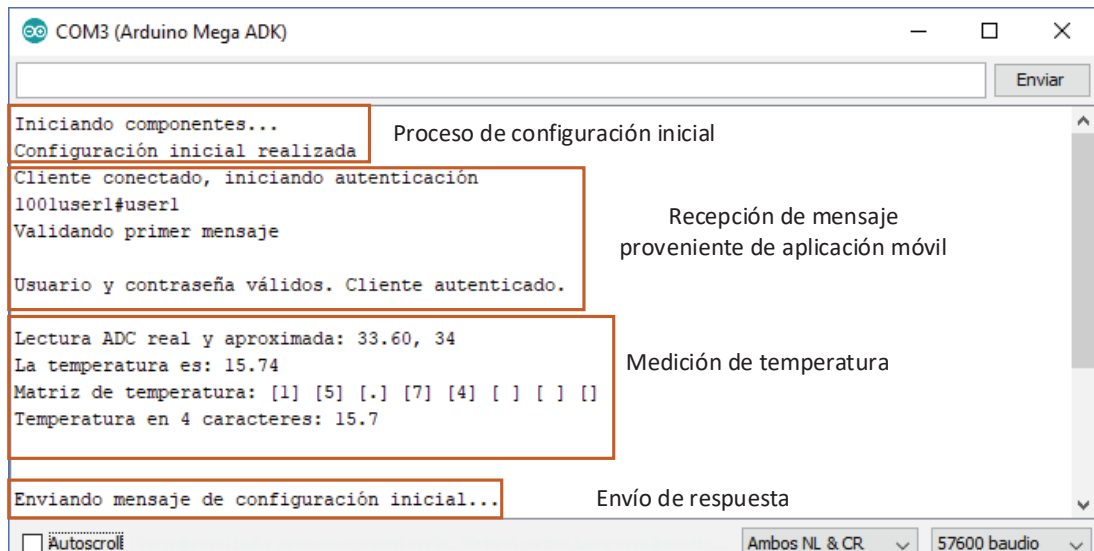 COM3 (Arduino Mega ADK)
Enviar
Iniciando componentes...
Configuración inicial realizada
Proceso de configuración inicial
Cliente conectado, iniciando autenticación
1001user1#user1
Validando primer mensaje
Usuario y contraseña válidos. Cliente autenticado.
Recepción de mensaje
proveniente de aplicación móvil
Lectura ADC real y aproximada: 33.60, 34
La temperatura es: 15.74
Matriz de temperatura: [1] [5] [.] [7] [4] [ ] [ ] []
Temperatura en 4 caracteres: 15.7
Medición de temperatura
Enviando mensaje de configuración inicial...
Envío de respuesta
Autoscroll
Ambos NL & CR
57600 baudio